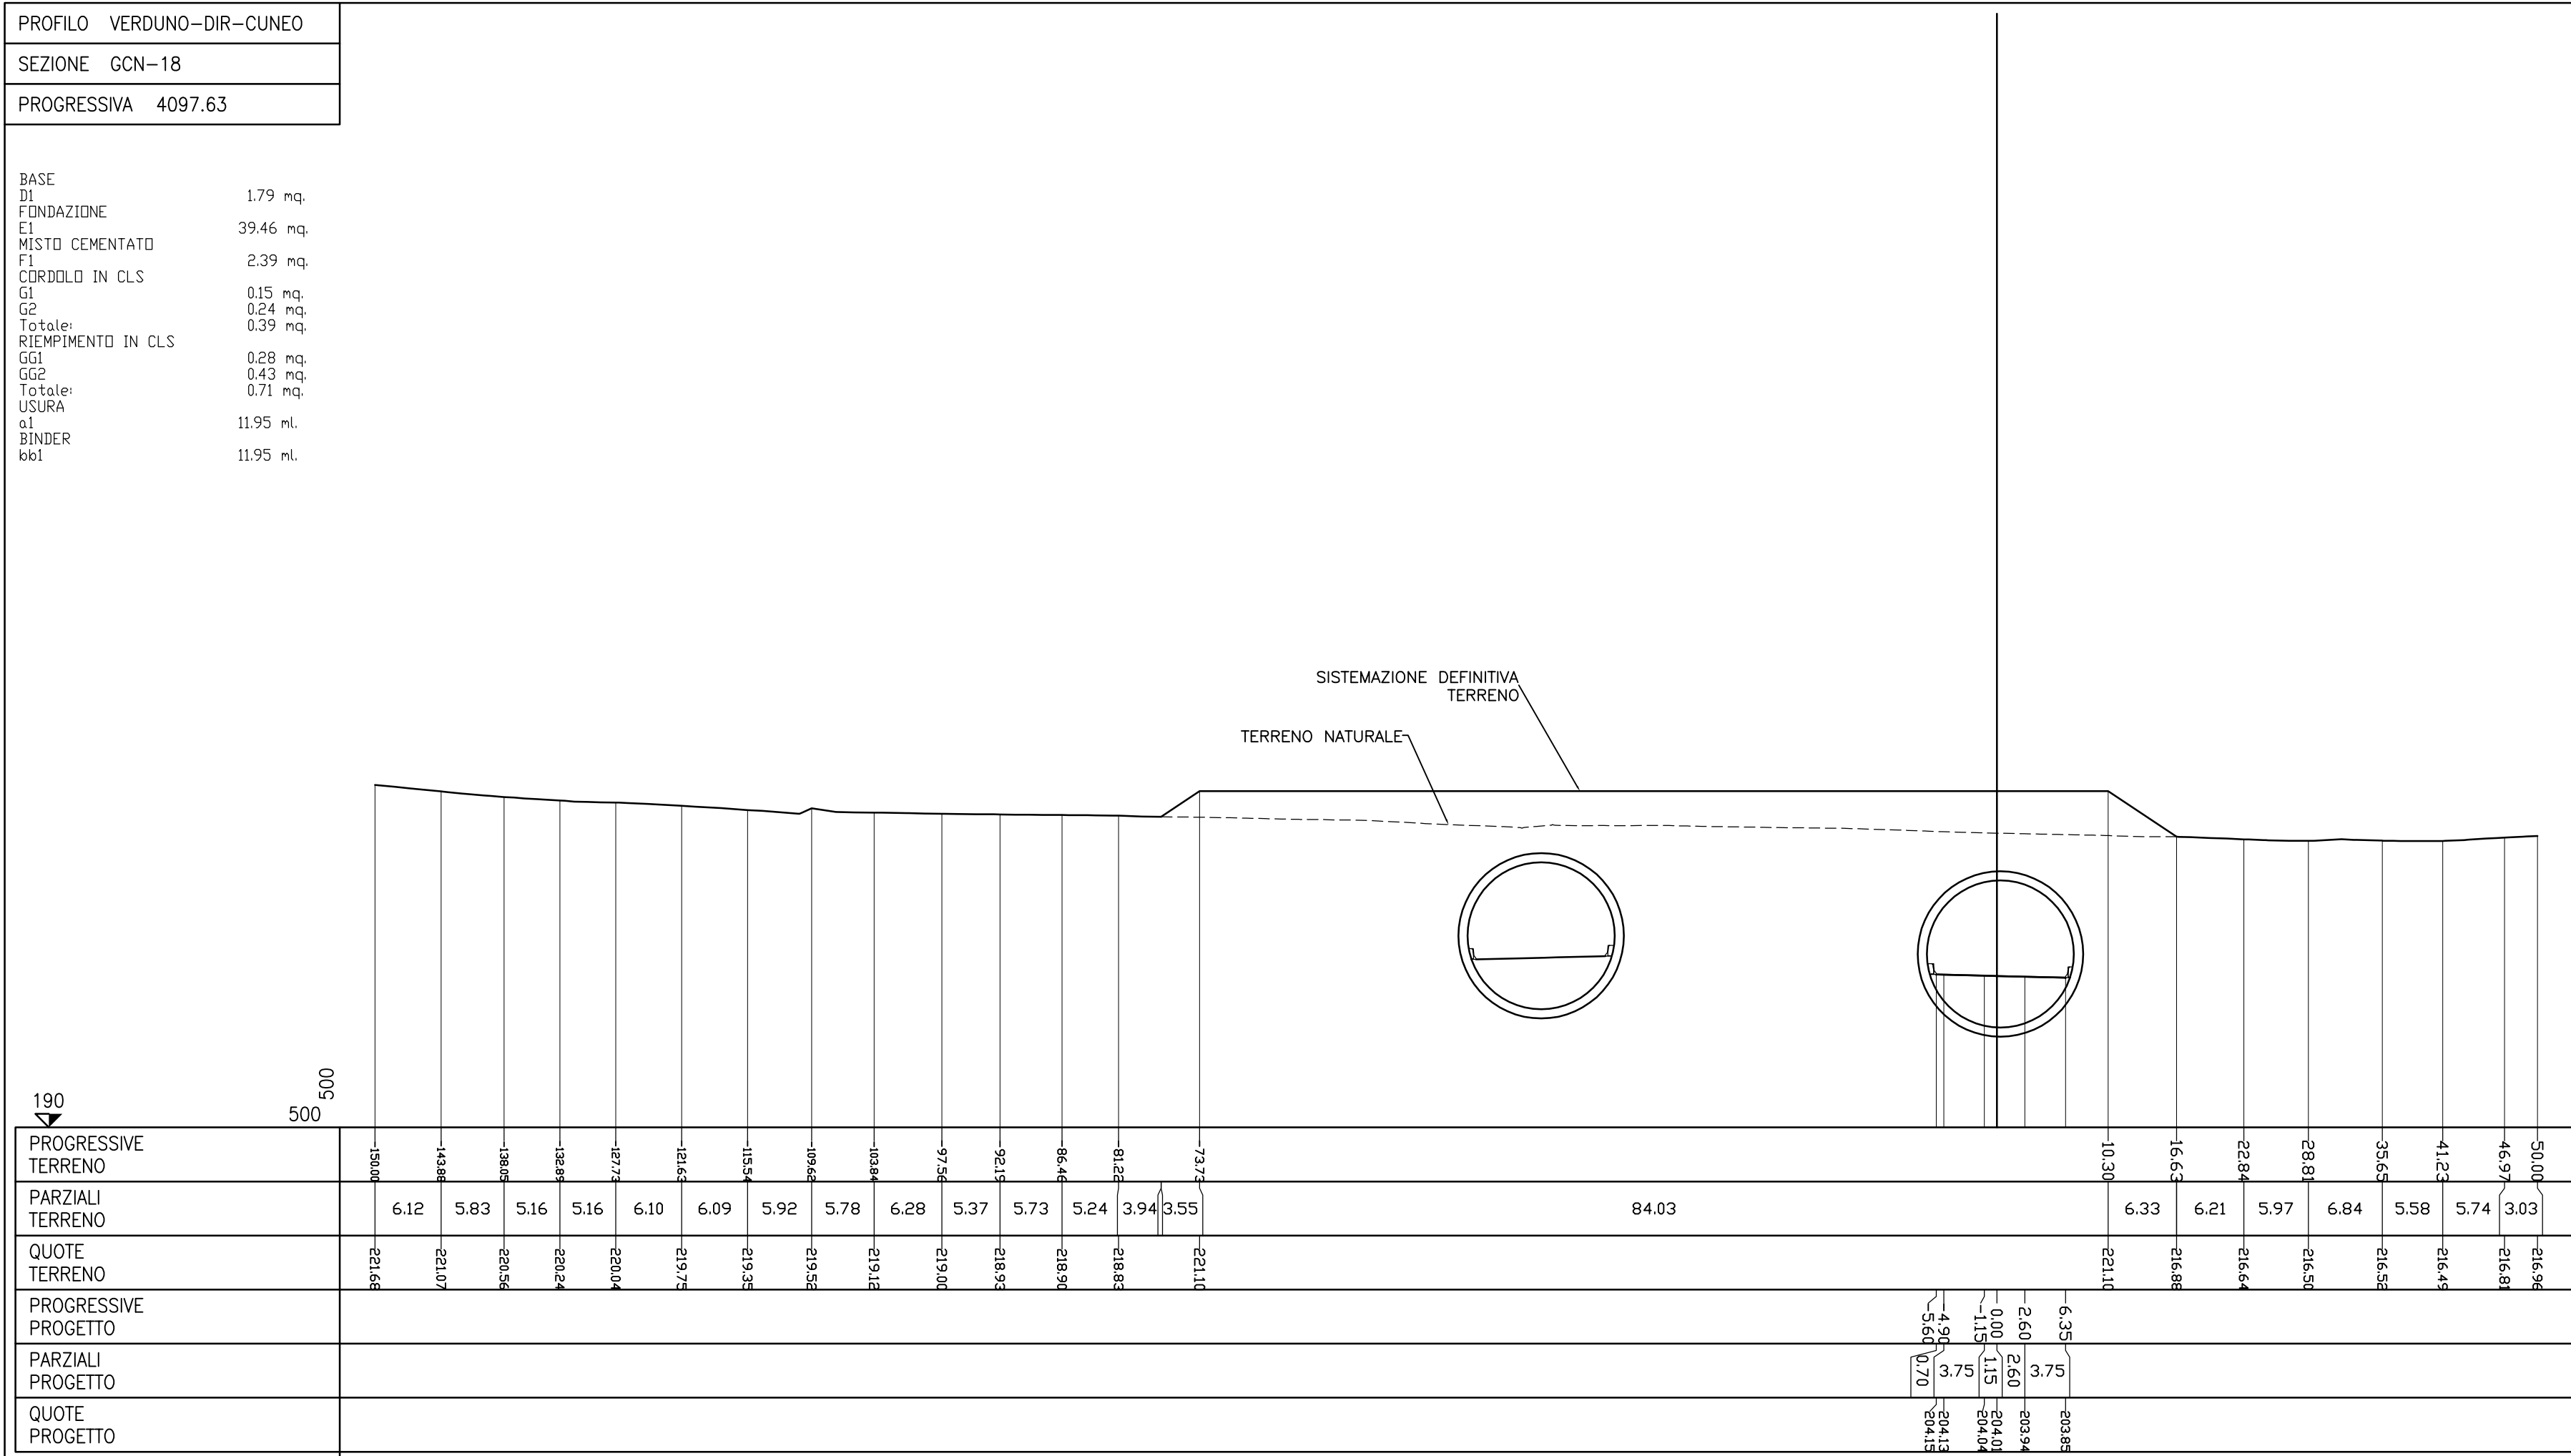 PROFILO VERDUNO-DIR-CUNEO
SEZIONE GCN-18
PROGRESSIVA 4097.63
BASE
D1 1.79 mq.
FONDAZIONE
E1 39.46 mq.
MISTO CEMENTATO
F1 2.39 mq.
CORDOLO IN CLS
G1 0.15 mq.
G2 0.24 mq.
Totale: 0.39 mq.
RIEMPIMENTO IN CLS
GG1 0.28 mq.
GG2 0.43 mq.
Totale: 0.71 mq.
USURA
a1 11.95 ml.
BINDER
bb1 11.95 ml.
SISTEMAZIONE DEFINITIVA
TERRENO
TERRENO NATURALE
190
500
500
PROGRESSIVE
TERRENO
-150.00 -143.88 -138.05 -132.89 -127.73 -121.63 -115.54 -109.62 -103.84 -97.56 -92.19 -86.46 -81.22 -73.73 10.30 16.63 22.84 28.81 35.65 41.23 46.97 50.00
PARZIALI
TERRENO
6.12 5.83 5.16 5.16 6.10 6.09 5.92 5.78 6.28 5.37 5.73 5.24 3.94 3.55 84.03 6.33 6.21 5.97 6.84 5.58 5.74 3.03
QUOTE
TERRENO
221.68 221.07 220.56 220.24 220.04 219.75 219.35 219.52 219.12 219.00 218.93 218.90 218.83 221.10 221.10 216.88 216.64 216.50 216.52 216.49 216.81 216.96
PROGRESSIVE
PROGETTO
-5.60 -4.90 -1.15 0.00 2.60 6.35
PARZIALI
PROGETTO
0.70 3.75 1.15 2.60 3.75
QUOTE
PROGETTO
204.15 204.13 204.04 204.01 203.94 203.85